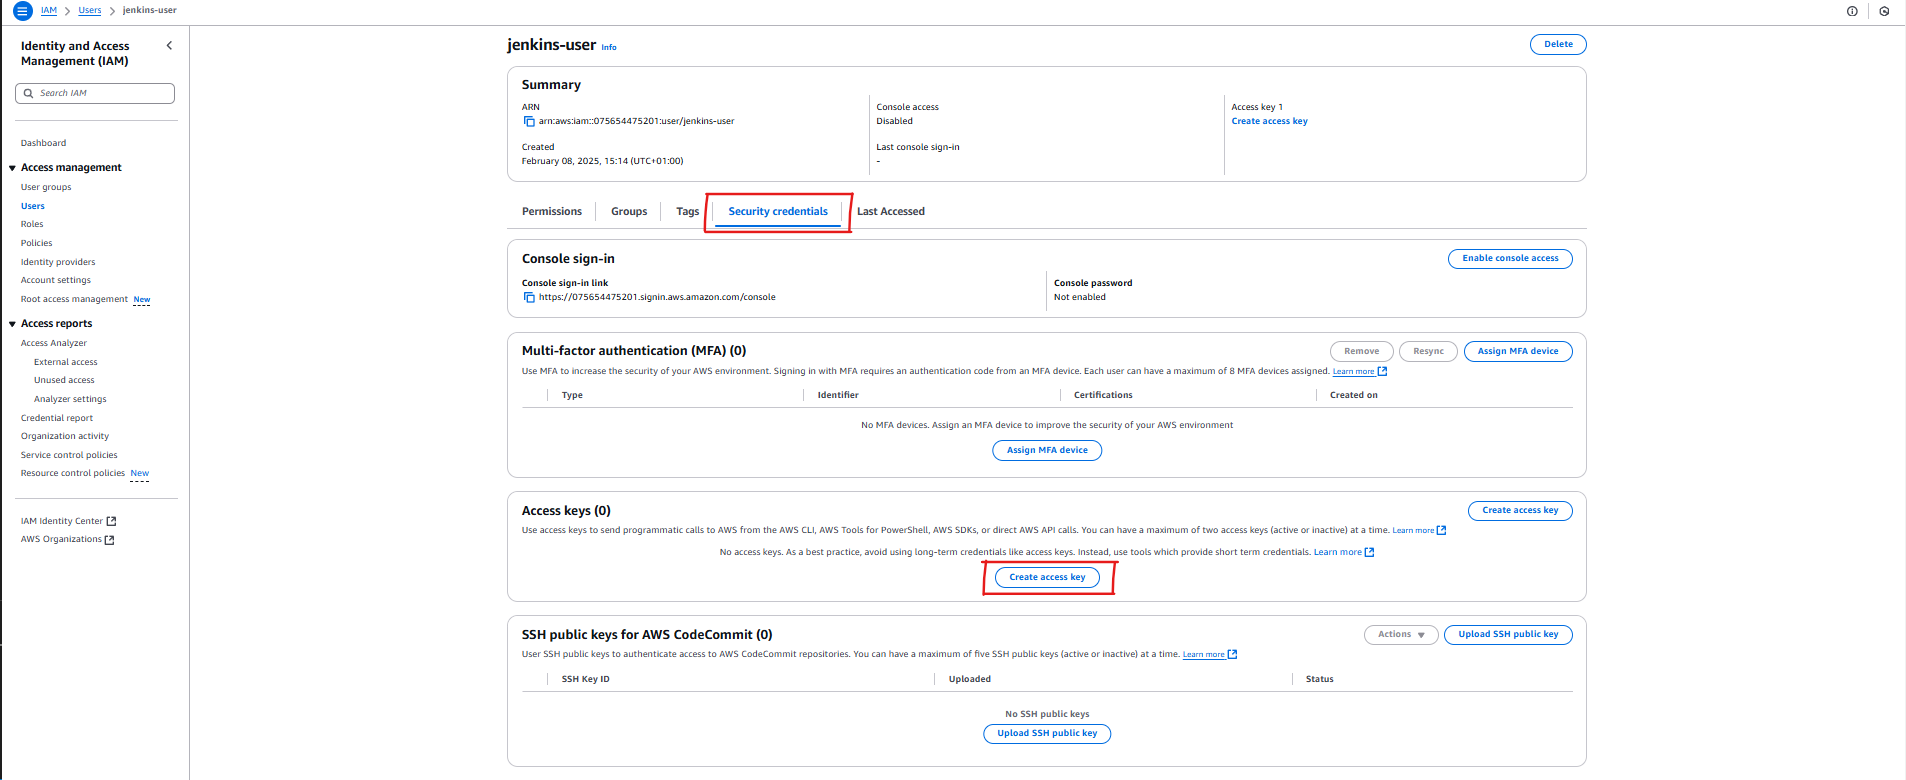 IAM > Users > jenkins-user
Identity and Access Management (IAM)
Search IAM
Dashboard
Access management
User groups
Users
Roles
Policies
Identity providers
Account settings
Root access management New
Access reports
Access Analyzer
External access
Unused access
Analyzer settings
Credential report
Organization activity
Service control policies
Resource control policies New
IAM Identity Center
AWS Organizations
jenkins-user Info
Delete
Summary
ARN
arn:aws:iam::075654475201:user/jenkins-user
Created
February 08, 2025, 15:14 (UTC+01:00)
Console access
Disabled
Last console sign-in
-
Access key 1
Create access key
Permissions
Groups
Tags
Security credentials
Last Accessed
Console sign-in
Enable console access
Console sign-in link
https://075654475201.signin.aws.amazon.com/console
Console password
Not enabled
Multi-factor authentication (MFA) (0)
Remove
Resync
Assign MFA device
Use MFA to increase the security of your AWS environment. Signing in with MFA requires an authentication code from an MFA device. Each user can have a maximum of 8 MFA devices assigned. Learn more
Type
Identifier
Certifications
Created on
No MFA devices. Assign an MFA device to improve the security of your AWS environment
Assign MFA device
Access keys (0)
Create access key
Use access keys to send programmatic calls to AWS from the AWS CLI, AWS Tools for PowerShell, AWS SDKs, or direct AWS API calls. You can have a maximum of two access keys (active or inactive) at a time. Learn more
No access keys. As a best practice, avoid using long-term credentials like access keys. Instead, use tools which provide short term credentials. Learn more
Create access key
SSH public keys for AWS CodeCommit (0)
Actions
Upload SSH public key
User SSH public keys to authenticate access to AWS CodeCommit repositories. You can have a maximum of five SSH public keys (active or inactive) at a time. Learn more
SSH Key ID
Uploaded
Status
No SSH public keys
Upload SSH public key